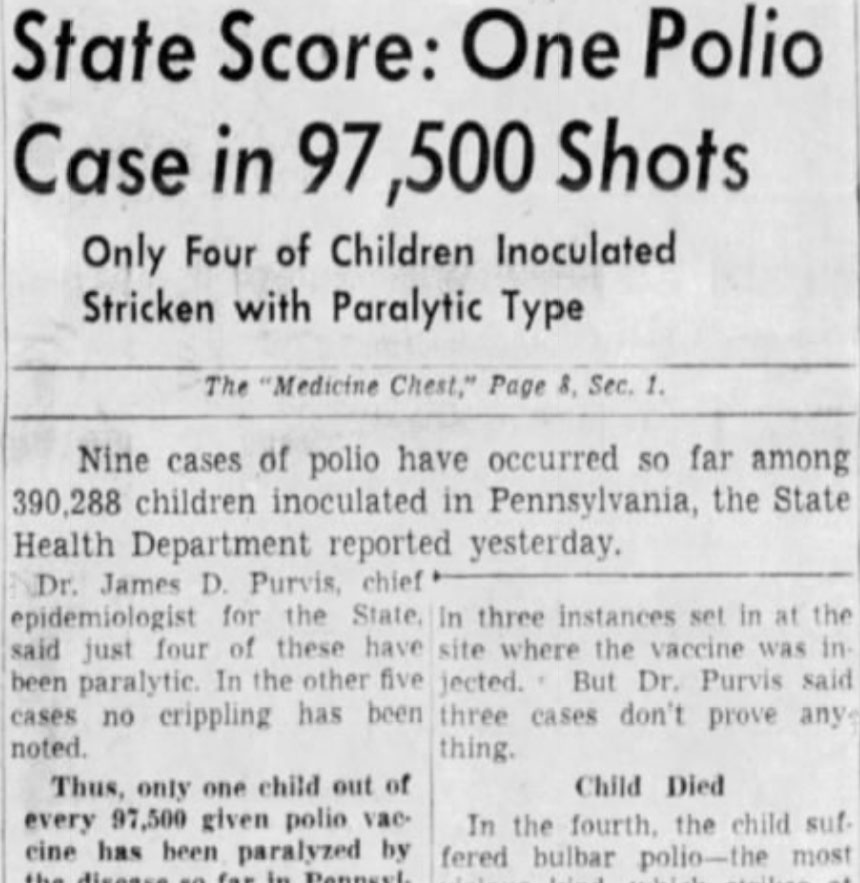 State Score: One Polio
Case in 97,500 Shots
Only Four of Children Inoculated
Stricken with Paralytic Type
The "Medicine Chest," Page 8, Sec. 1.
Nine cases of polio have occurred so far among
390,288 children inoculated in Pennsylvania, the State
Health Department reported yesterday.
Dr. James D. Purvis, chief
epidemiologist for the State,
said just four of these have
been paralytic. In the other five
cases no crippling has been
noted.
Thus, only one child out of
every 97,500 given polio vac-
cine has been paralyzed by
the disease so far in Pennsyl-
in three instances set in at the
site where the vaccine was in-
jected. But Dr. Purvis said
three cases don't prove any-
thing.
Child Died
In the fourth, the child suf-
fered bulbar polio—the most